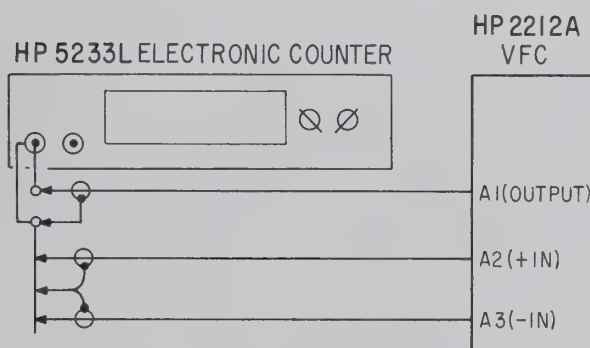 HP 2212A
VFC
HP 5233L ELECTRONIC COUNTER
A1(OUTPUT)
A2(+IN)
A3(-IN)